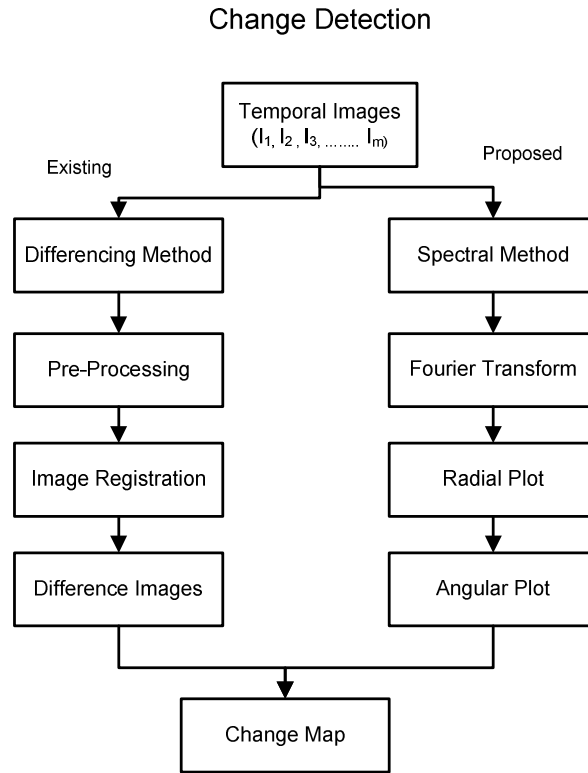 Change Detection
Temporal Images
(I1, I2 , I3, ........ Im)
Existing
Proposed
Differencing Method
Spectral Method
Pre-Processing
Fourier Transform
Image Registration
Radial Plot
Difference Images
Angular Plot
Change Map